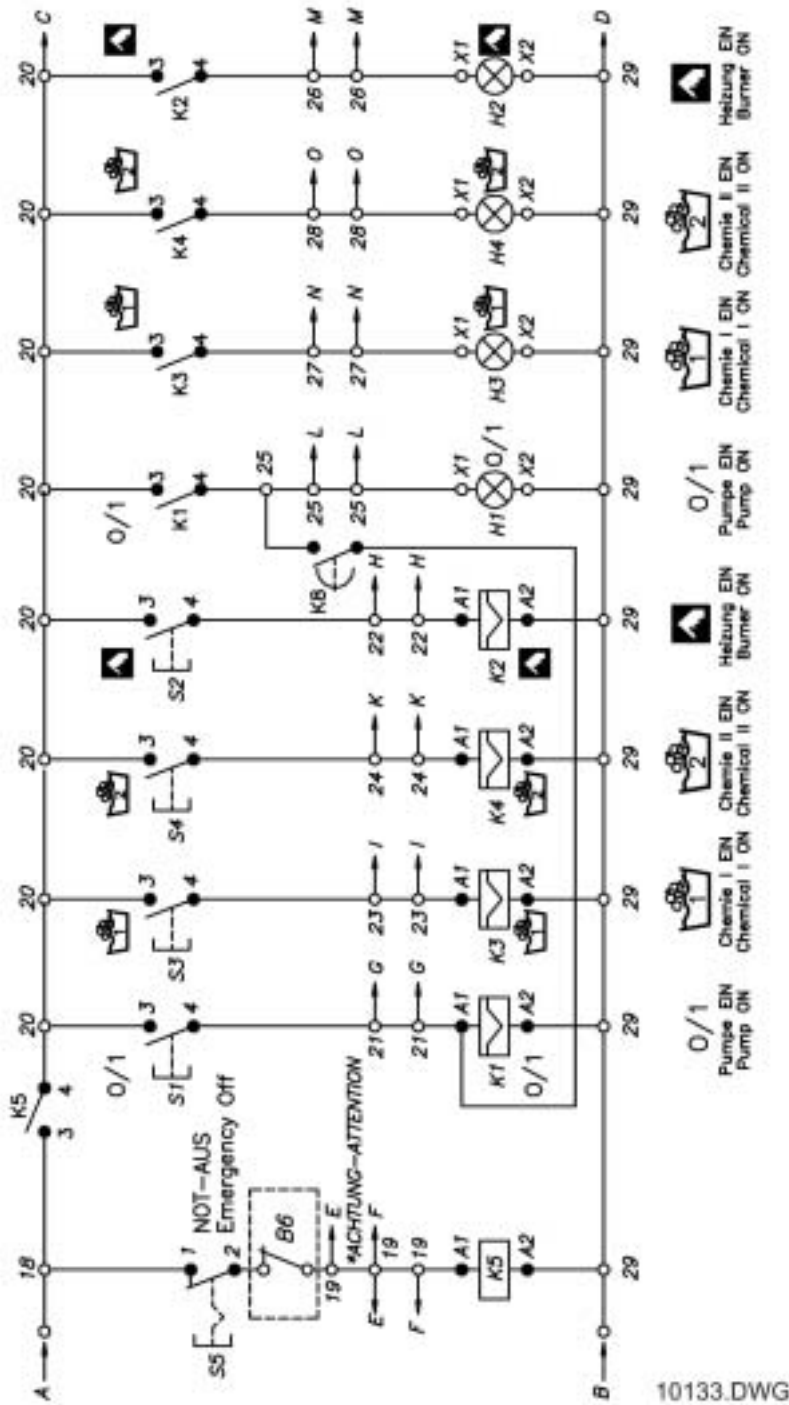 K5
A 18 3 4 20 20 20 20 20 20 20 20 C
O/1 O/1
3 3 3 3 3 3 3 3
S1 S3 S4 S2 K1 K3 K4 K2
4 4 4 4 4 4 4 4
1
NOT-AUS
Emergency Off
S5
2
B6
25
K8
25 L 27 N 28 O 26 M
25 L 27 N 28 O 26 M
19 E
*ACHTUNG-ATTENTION
E 19 F
F 19
21 G 23 I 24 K 22 H
21 G 23 I 24 K 22 H
A1 A1 A1 A1 A1 X1 X1 X1 X1
K5 K1 K3 K4 K2 H1 O/1 H3 H4 H2
A2 A2 A2 A2 A2 X2 X2 X2 X2
O/1
B 29 29 29 29 29 29 29 29 29 D
O/1 1 2 O/1 1 2
Pumpe EIN Chemie I EIN Chemie II EIN Heizung EIN Pumpe EIN Chemie I EIN Chemie II EIN Heizung EIN
Pump ON Chemical I ON Chemical II ON Burner ON Pump ON Chemical I ON Chemical II ON Burner ON
10133.DWG